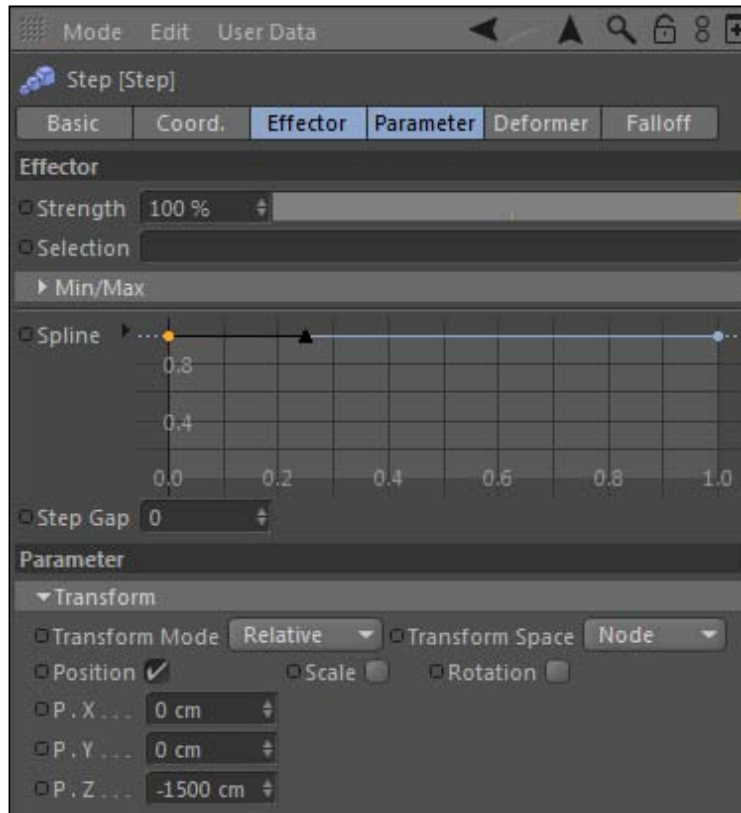 Mode Edit User Data
Step [Step]
Basic Coord. Effector Parameter Deformer Falloff
Effector
Strength 100 %
Selection
Min/Max
Spline
0.8
0.4
0.0 0.2 0.4 0.6 0.8 1.0
Step Gap 0
Parameter
Transform
Transform Mode Relative Transform Space Node
Position Scale Rotation
P . X . . . 0 cm
P . Y . . . 0 cm
P . Z . . . -1500 cm